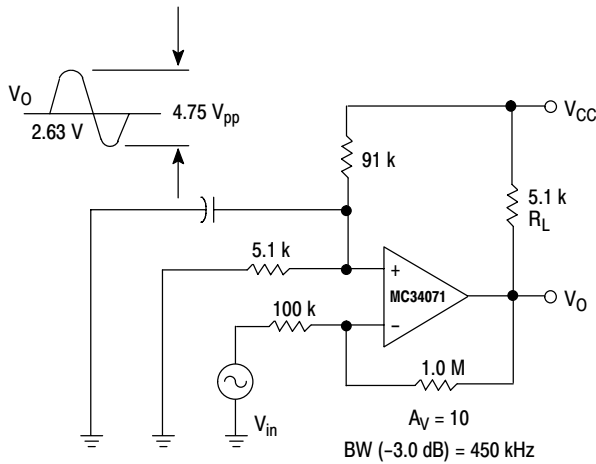 V_O
2.63 V
4.75 V_pp
V_CC
91 k
5.1 k
R_L
5.1 k
+
MC34071
−
V_O
100 k
1.0 M
V_in
A_V = 10
BW (−3.0 dB) = 450 kHz